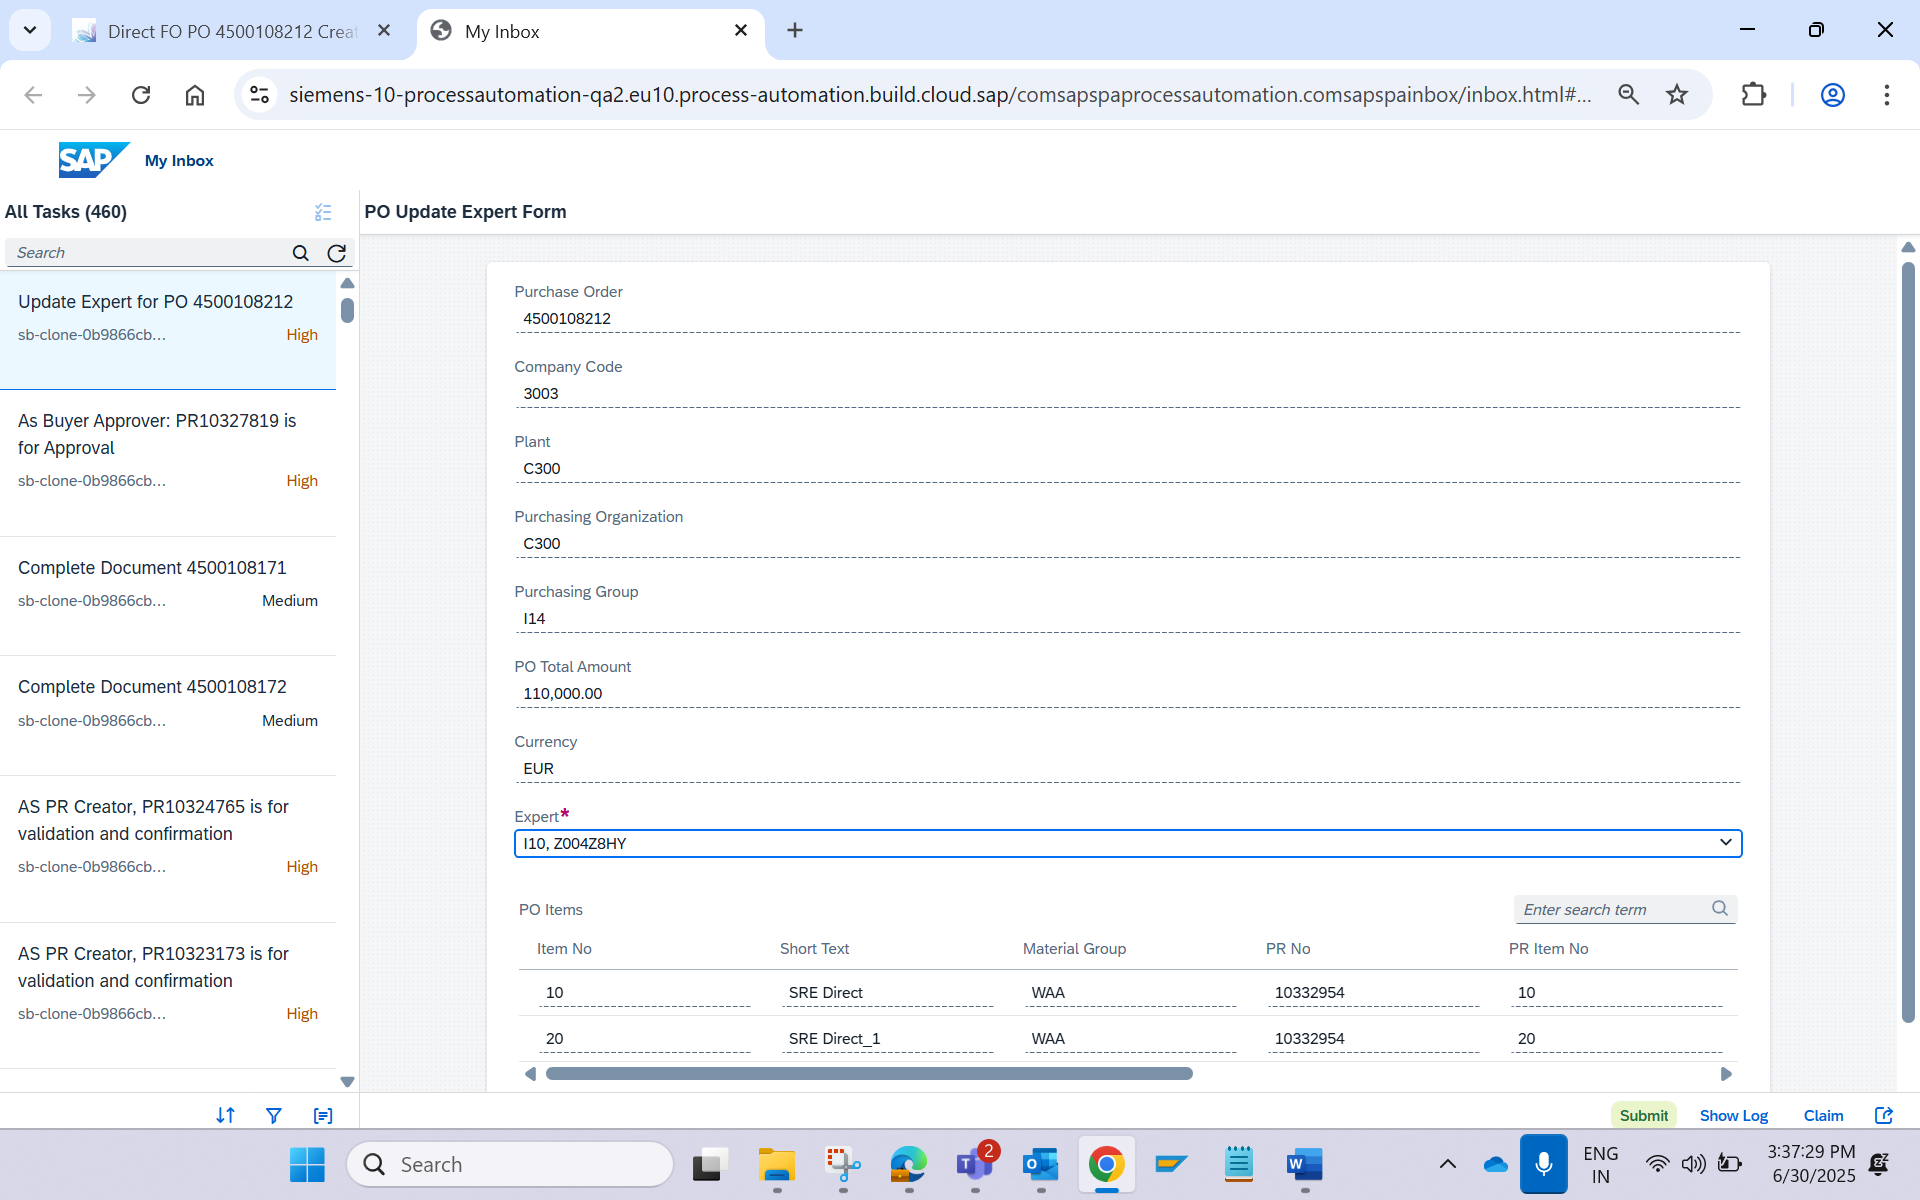 Direct FO PO 4500108212 Creat
My Inbox
siemens-10-processautomation-qa2.eu10.process-automation.build.cloud.sap/comsapspaprocessautomation.comsapspainbox/inbox.html#...
SAP My Inbox
All Tasks (460)
Search
Update Expert for PO 4500108212
sb-clone-0b9866cb... High
As Buyer Approver: PR10327819 is
for Approval
sb-clone-0b9866cb... High
Complete Document 4500108171
sb-clone-0b9866cb... Medium
Complete Document 4500108172
sb-clone-0b9866cb... Medium
AS PR Creator, PR10324765 is for
validation and confirmation
sb-clone-0b9866cb... High
AS PR Creator, PR10323173 is for
validation and confirmation
sb-clone-0b9866cb... High
PO Update Expert Form
Purchase Order
4500108212
Company Code
3003
Plant
C300
Purchasing Organization
C300
Purchasing Group
I14
PO Total Amount
110,000.00
Currency
EUR
Expert*
I10, Z004Z8HY
PO Items
Enter search term
Item No Short Text Material Group PR No PR Item No
10 SRE Direct WAA 10332954 10
20 SRE Direct_1 WAA 10332954 20
Submit Show Log Claim
Search
2
ENG
IN
3:37:29 PM
6/30/2025